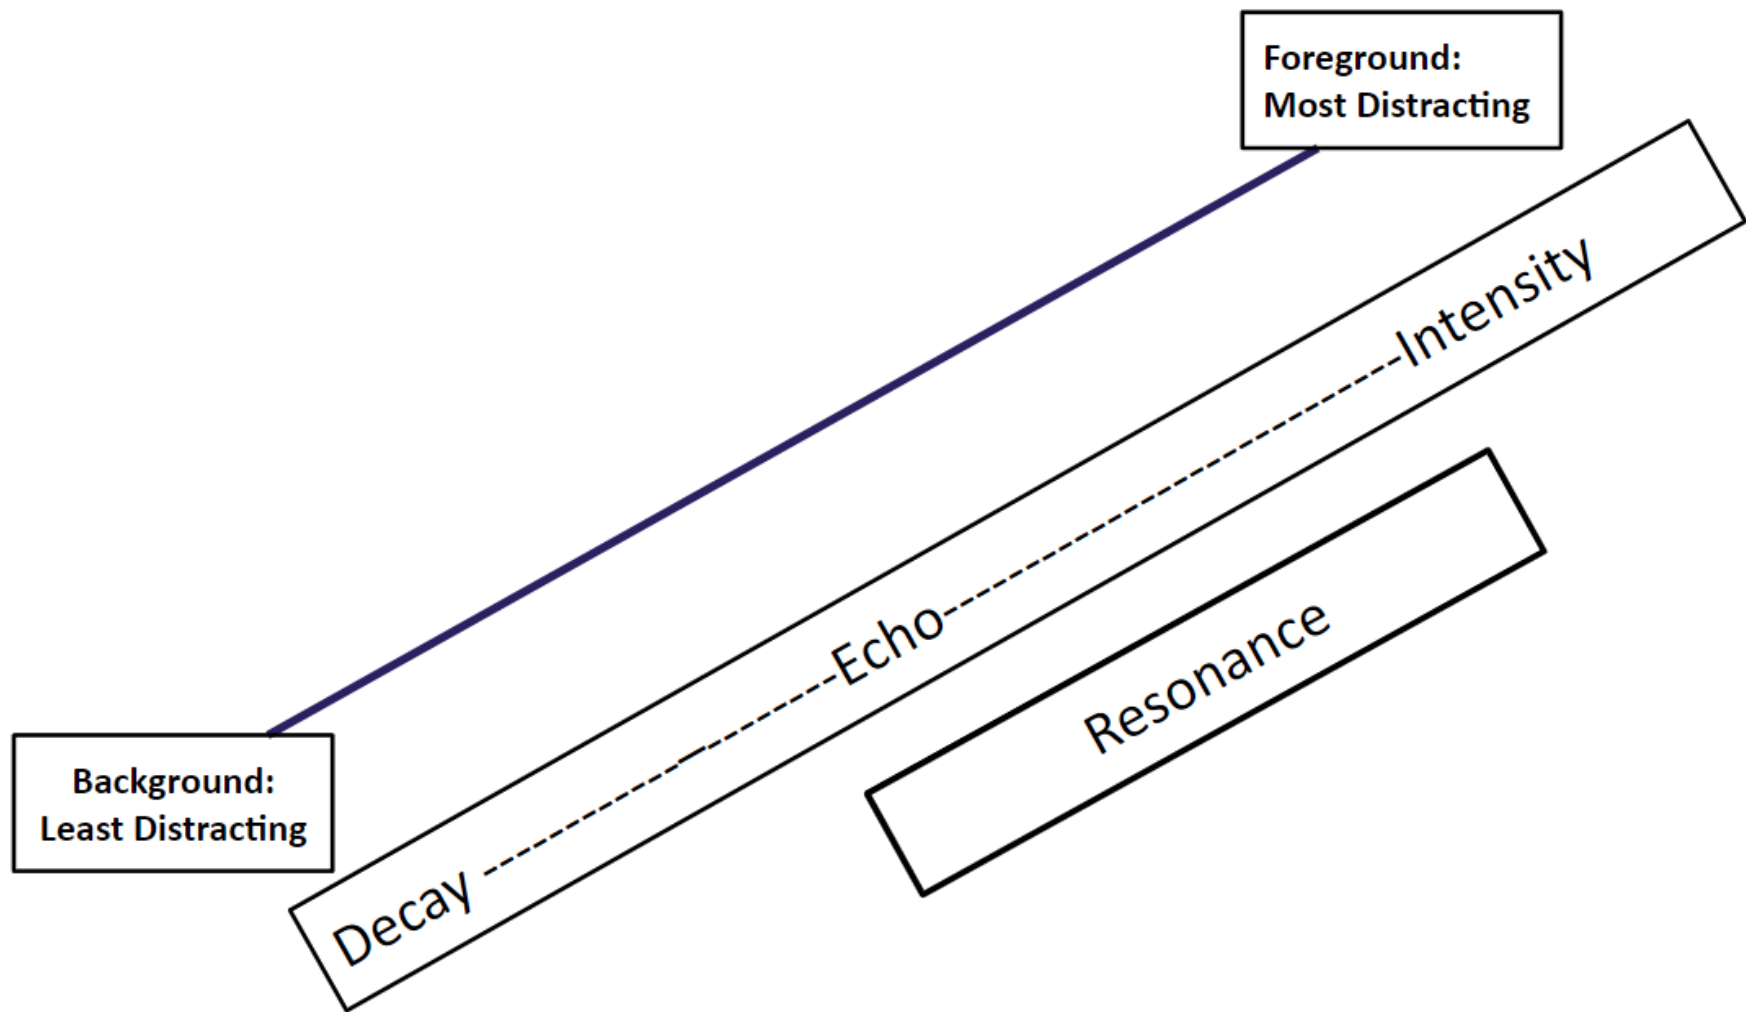 Foreground:
Most Distracting
Decay ---------------Echo----------------------------Intensity
Resonance
Background:
Least Distracting